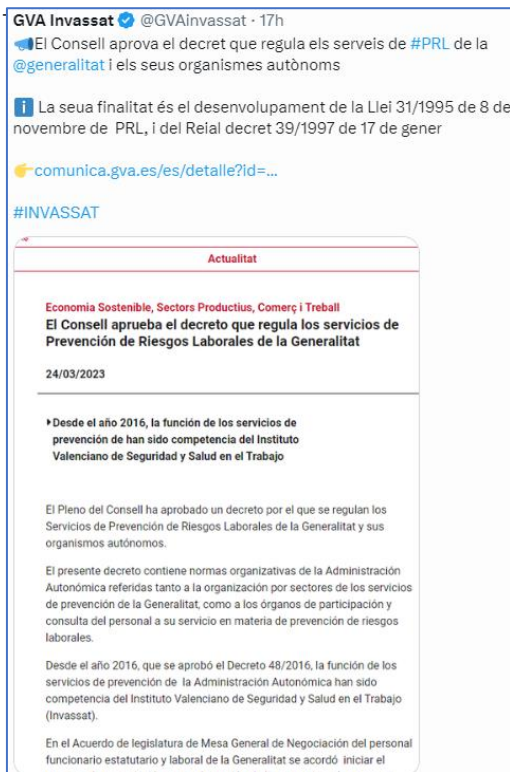 GVA Invassat @GVAinvassat · 17h
📢El Consell aprova el decret que regula els serveis de #PRL de la
@generalitat i els seus organismes autònoms
ℹ️ La seua finalitat és el desenvolupament de la Llei 31/1995 de 8 de
novembre de PRL, i del Reial decret 39/1997 de 17 de gener
👉comunica.gva.es/es/detalle?id=...
#INVASSAT
Actualitat
Economia Sostenible, Sectors Productius, Comerç i Treball
El Consell aprueba el decreto que regula los servicios de
Prevención de Riesgos Laborales de la Generalitat
24/03/2023
Desde el año 2016, la función de los servicios de
prevención de han sido competencia del Instituto
Valenciano de Seguridad y Salud en el Trabajo
El Pleno del Consell ha aprobado un decreto por el que se regulan los
Servicios de Prevención de Riesgos Laborales de la Generalitat y sus
organismos autónomos.
El presente decreto contiene normas organizativas de la Administración
Autonómica referidas tanto a la organización por sectores de los servicios
de prevención de la Generalitat, como a los órganos de participación y
consulta del personal a su servicio en materia de prevención de riesgos
laborales.
Desde el año 2016, que se aprobó el Decreto 48/2016, la función de los
servicios de prevención de la Administración Autonómica han sido
competencia del Instituto Valenciano de Seguridad y Salud en el Trabajo
(Invassat).
En el Acuerdo de legislatura de Mesa General de Negociación del personal
funcionario estatutario y laboral de la Generalitat se acordó iniciar el